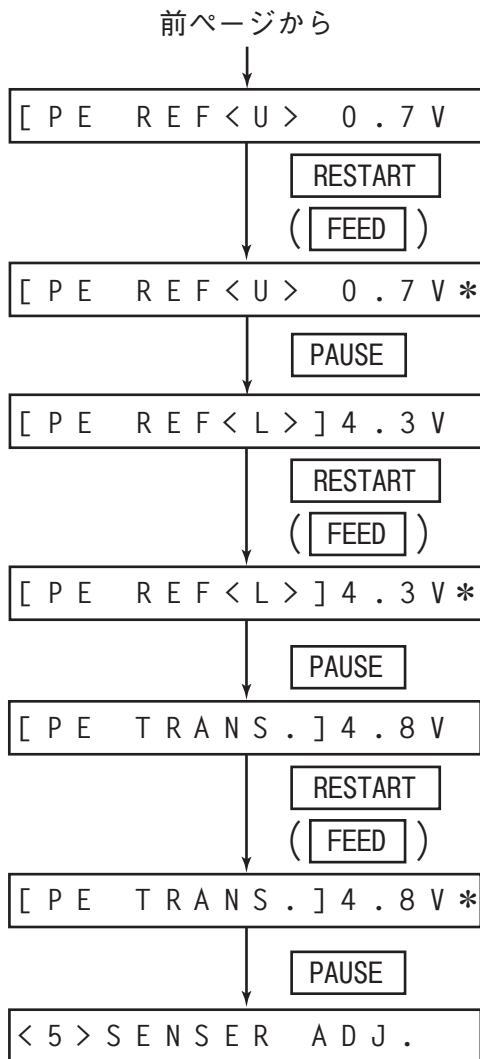 前ページから
[PE REF<U> 0.7V
RESTART
(FEED)
[PE REF<U> 0.7V*
PAUSE
[PE REF<L>]4.3V
RESTART
(FEED)
[PE REF<L>]4.3V*
PAUSE
[PE TRANS.]4.8V
RESTART
(FEED)
[PE TRANS.]4.8V*
PAUSE
<5>SENSER ADJ.